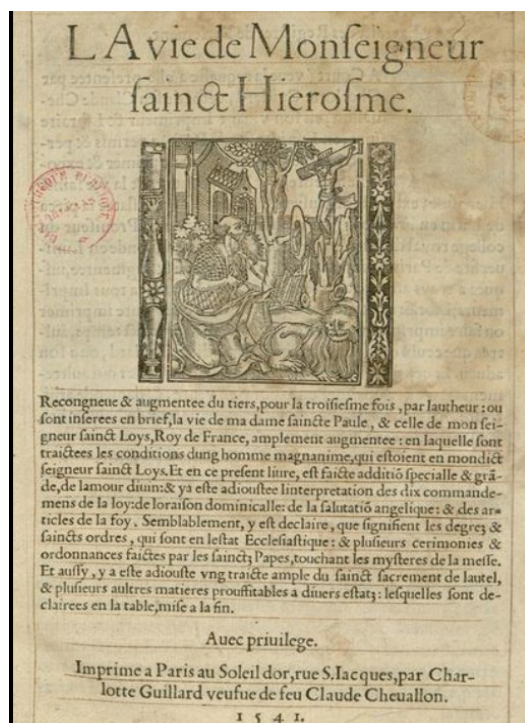 LA vie de Monſeigneur
ſainct Hieroſme.
Recongneue & augmentee du tiers, pour la troiſieſme fois, par lautheur: ou
ſont inſerees en brief, la vie de ma dame ſaincte Paule, & celle de mon ſei-
gneur ſainct Loys, Roy de France, amplement augmentee: en laquelle ſont
traictees les conditions dung homme magnanime, qui eſtoient en mondict
ſeigneur ſainct Loys. Et en ce preſent liure, eſt faicte additiõ ſpecialle & grã-
de, de lamour diuin: & ya eſte adiouſtee linterpretation des dix commande-
mens de la loy: de loraiſon dominicalle: de la ſalutatiõ angelique: & des ar-
ticles de la foy. Semblablement, y eſt declaire, que ſignifient les degrez &
ſaincts ordres, qui ſont en leſtat Eccleſiaſtique: & pluſieurs cerimonies &
ordonnances faictes par les ſainctz Papes, touchant les myſteres de la meſſe.
Et auſſy, y a eſte adiouſte vng traicte ample du ſainct ſacrement de lautel,
& pluſieurs aultres matieres prouffitables a diuers eſtatz: leſquelles ſont de-
clairees en la table, miſe a la fin.
Auec priuilege.
Imprime a Paris au Soleil dor, rue S. Iacques, par Char-
lotte Guillard veufue de feu Claude Cheuallon.
1541.